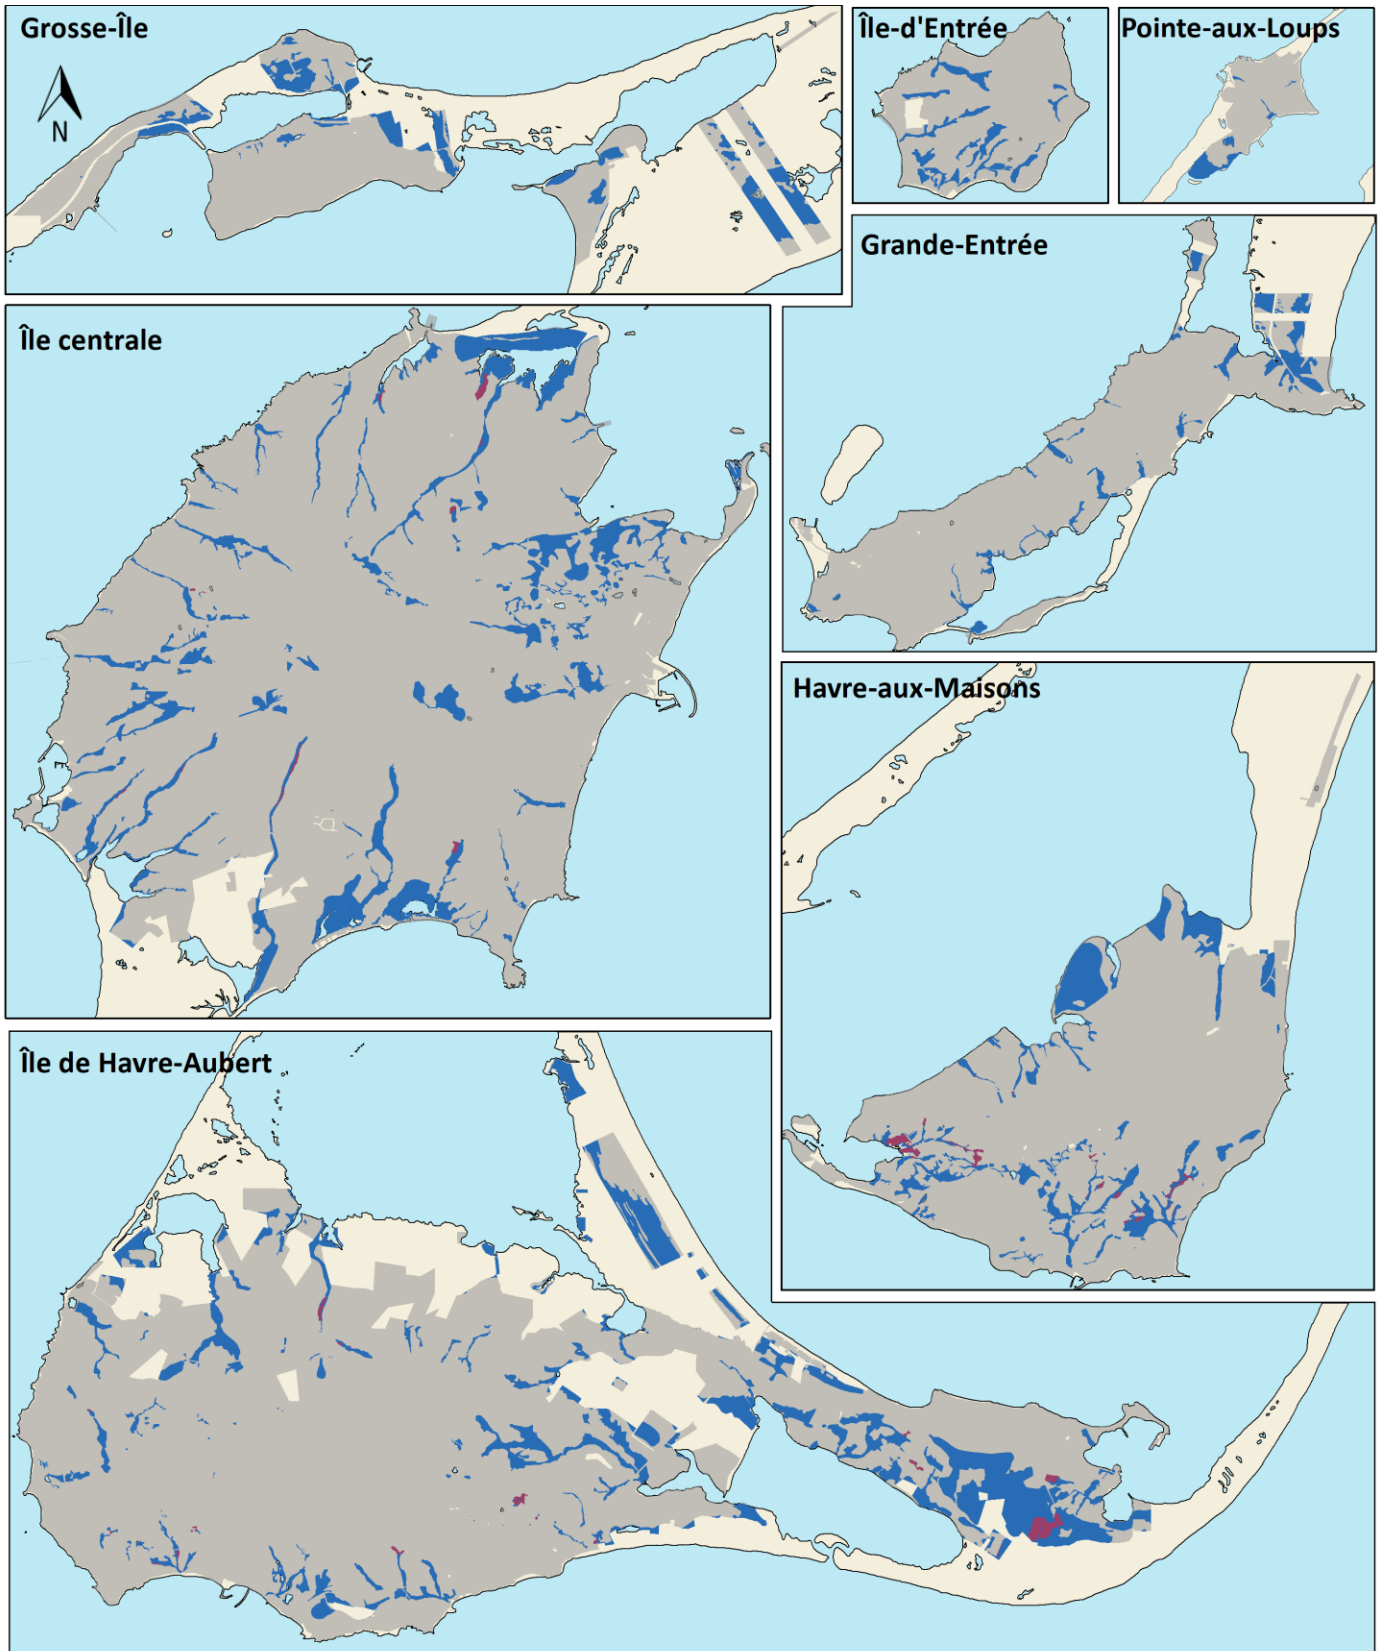 Grosse-Île
N
Île-d'Entrée
Pointe-aux-Loups
Grande-Entrée
Île centrale
Havre-aux-Maisons
Île de Havre-Aubert